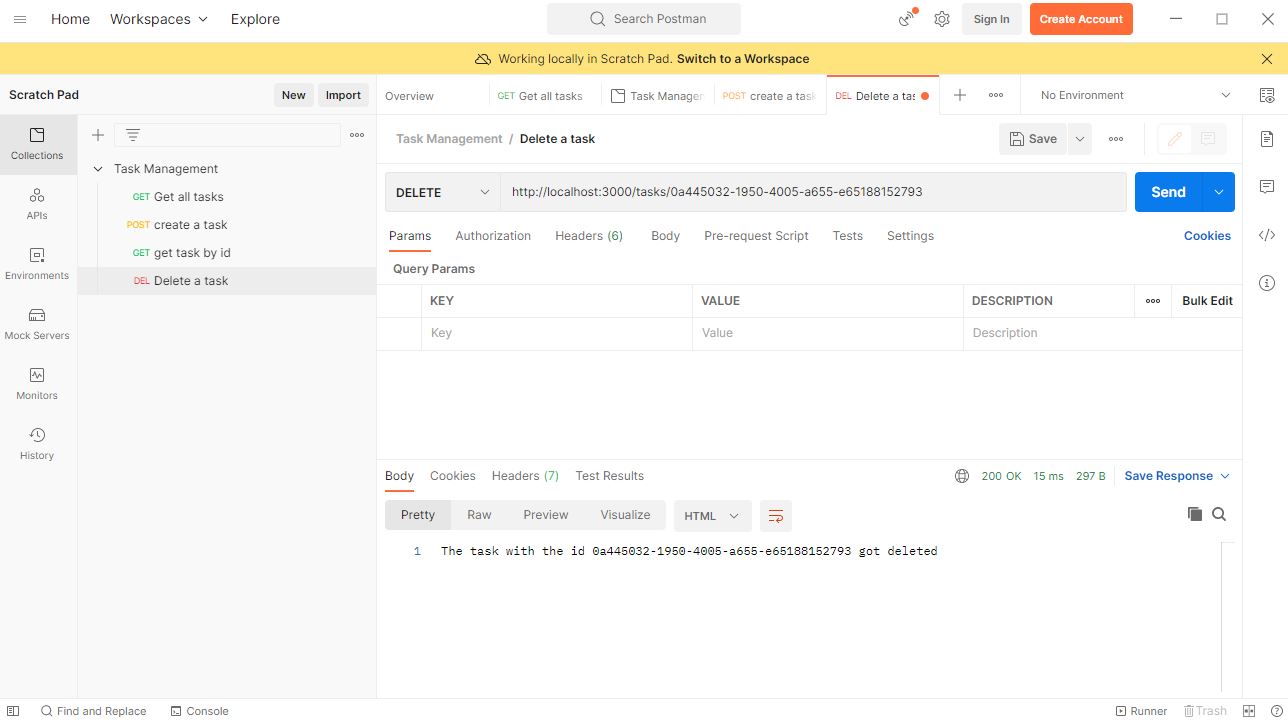 Home Workspaces Explore Search Postman Sign In Create Account
Working locally in Scratch Pad. Switch to a Workspace
Scratch Pad New Import Overview GET Get all tasks Task Manage POST create a task DEL Delete a tas No Environment
Collections
APIs
Environments
Mock Servers
Monitors
History
Task Management
GET Get all tasks
POST create a task
GET get task by id
DEL Delete a task
Task Management / Delete a task Save
DELETE http://localhost:3000/tasks/0a445032-1950-4005-a655-e65188152793 Send
Params Authorization Headers (6) Body Pre-request Script Tests Settings Cookies
Query Params
KEY VALUE DESCRIPTION Bulk Edit
Key Value Description
Body Cookies Headers (7) Test Results 200 OK 15 ms 297 B Save Response
Pretty Raw Preview Visualize HTML
1 The task with the id 0a445032-1950-4005-a655-e65188152793 got deleted
Find and Replace Console Runner Trash